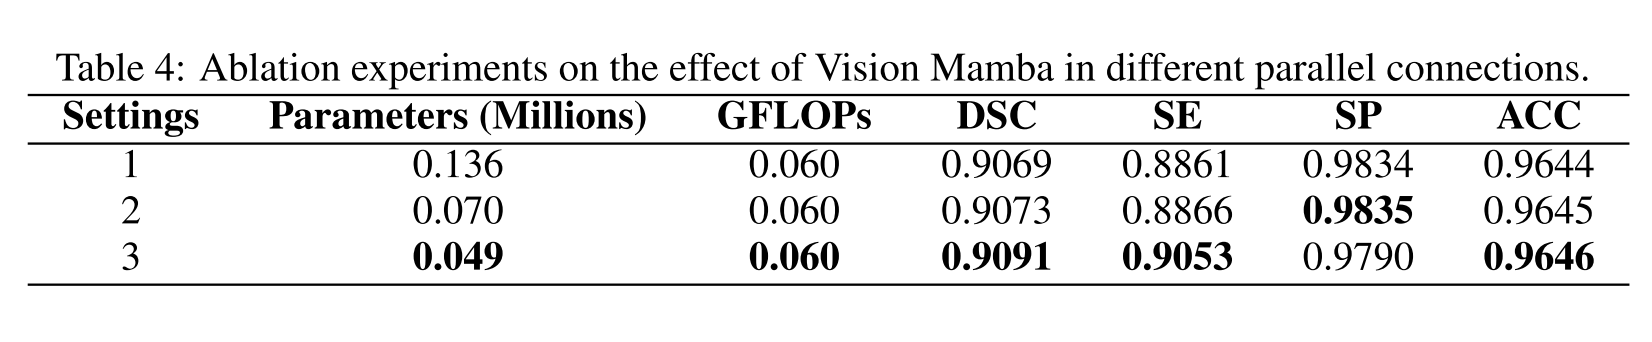 Table 4: Ablation experiments on the effect of Vision Mamba in different parallel connections.
Settings Parameters (Millions) GFLOPs DSC SE SP ACC
1 0.136 0.060 0.9069 0.8861 0.9834 0.9644
2 0.070 0.060 0.9073 0.8866 0.9835 0.9645
3 0.049 0.060 0.9091 0.9053 0.9790 0.9646